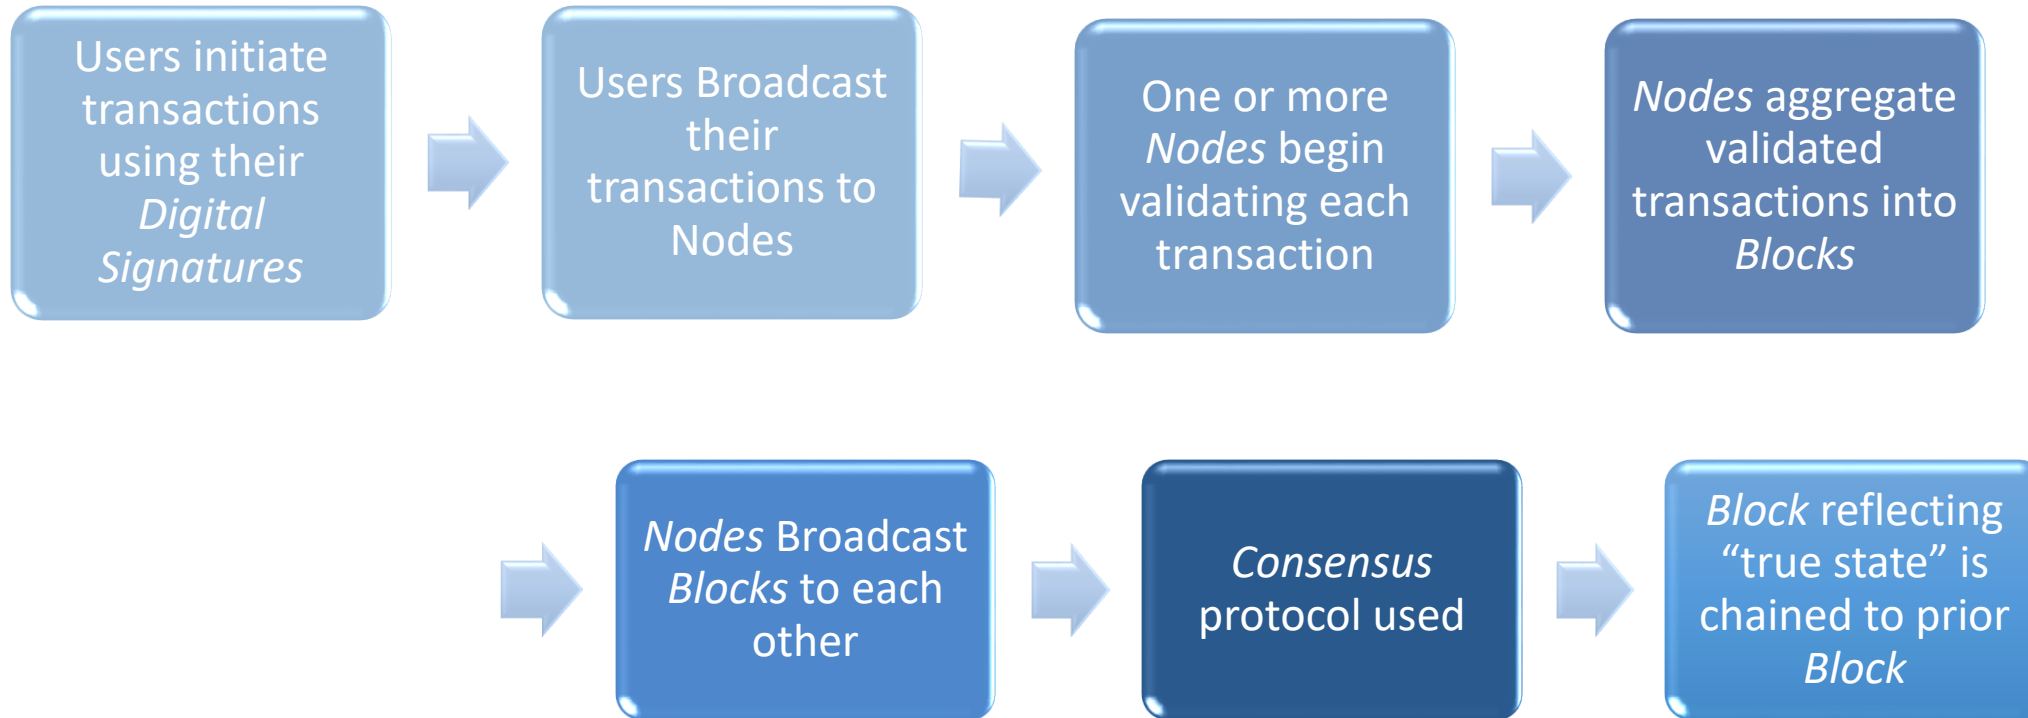 Users initiate
transactions
using their
Digital
Signatures
Users Broadcast
their
transactions to
Nodes
One or more
Nodes begin
validating each
transaction
Nodes aggregate
validated
transactions into
Blocks
Nodes Broadcast
Blocks to each
other
Consensus
protocol used
Block reflecting
“true state” is
chained to prior
Block